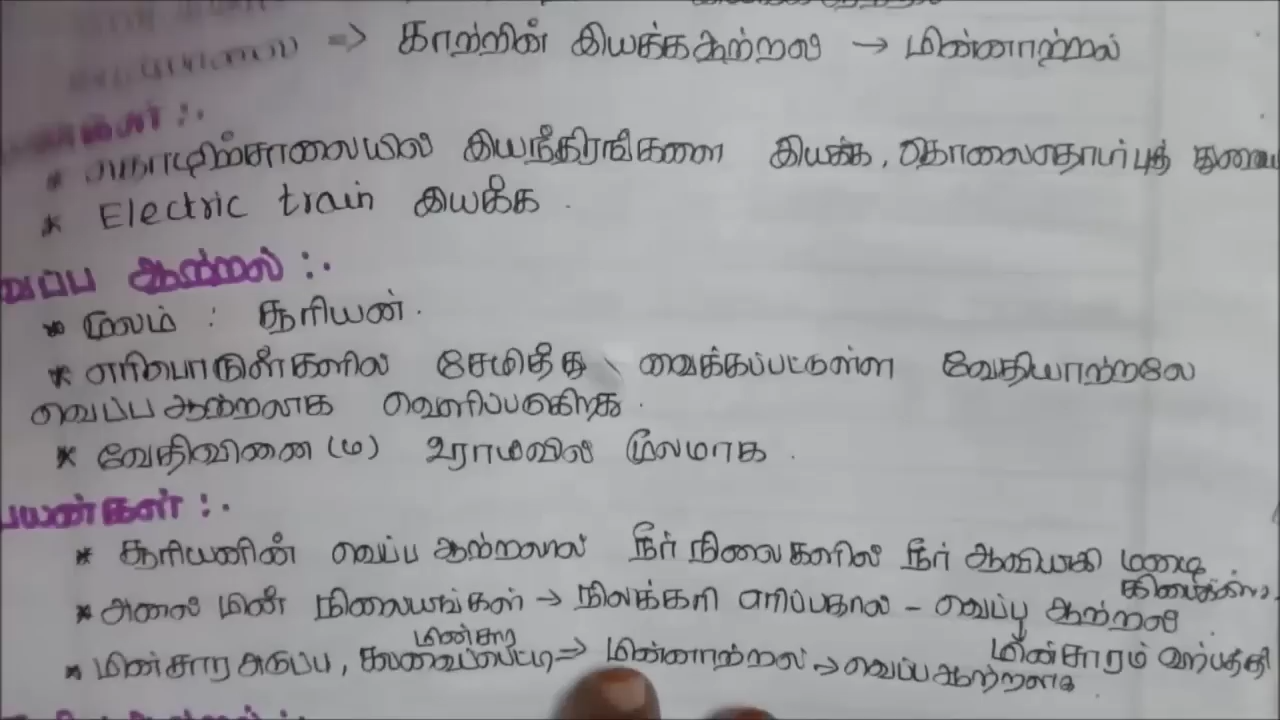 => காற்றின் இயக்க ஆற்றல் → மின்னாற்றல்
* தொழிற்சாலையில் இயந்திரங்களை இயக்க, தொலைதொடர்புத்
* Electric train இயக்க.
வெப்ப ஆற்றல் :.
* மூலம் : சூரியன்.
* எரிபொருள்களில் சேமித்து வைக்கப்பட்டுள்ள வேதியாற்றலே
வெப்ப ஆற்றலாக வெளிப்படுகிறது.
* வேதிவினை (ம) உராய்வில் மூலமாக.
பயன்கள் :.
* சூரியனின் வெப்ப ஆற்றலால் நீர் நிலைகளில் நீர் ஆவியாகி மழை
கிடைக்கிறது.
* அனல் மின் நிலையங்கள் → நிலக்கரி எரிப்பதால் – வெப்ப ஆற்றல்
மின்சாரம் உற்பத்தி
* மின்சார அடுப்பு, மின்சார சலவைப்பெட்டி => மின்னாற்றல் → வெப்ப ஆற்றலாக.